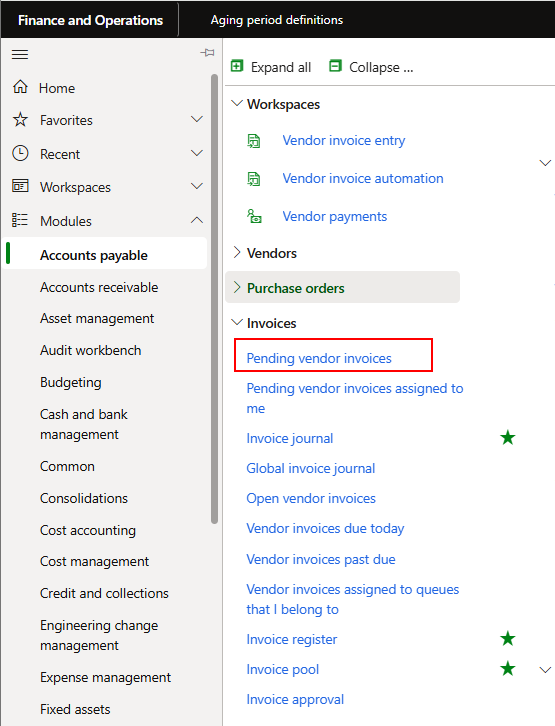 Finance and Operations
Aging period definitions
Home
Favorites
Recent
Workspaces
Modules
Accounts payable
Accounts receivable
Asset management
Audit workbench
Budgeting
Cash and bank
management
Common
Consolidations
Cost accounting
Cost management
Credit and collections
Engineering change
management
Expense management
Fixed assets
Expand all
Collapse ...
Workspaces
Vendor invoice entry
Vendor invoice automation
Vendor payments
Vendors
Purchase orders
Invoices
Pending vendor invoices
Pending vendor invoices assigned to
me
Invoice journal
Global invoice journal
Open vendor invoices
Vendor invoices due today
Vendor invoices past due
Vendor invoices assigned to queues
that I belong to
Invoice register
Invoice pool
Invoice approval